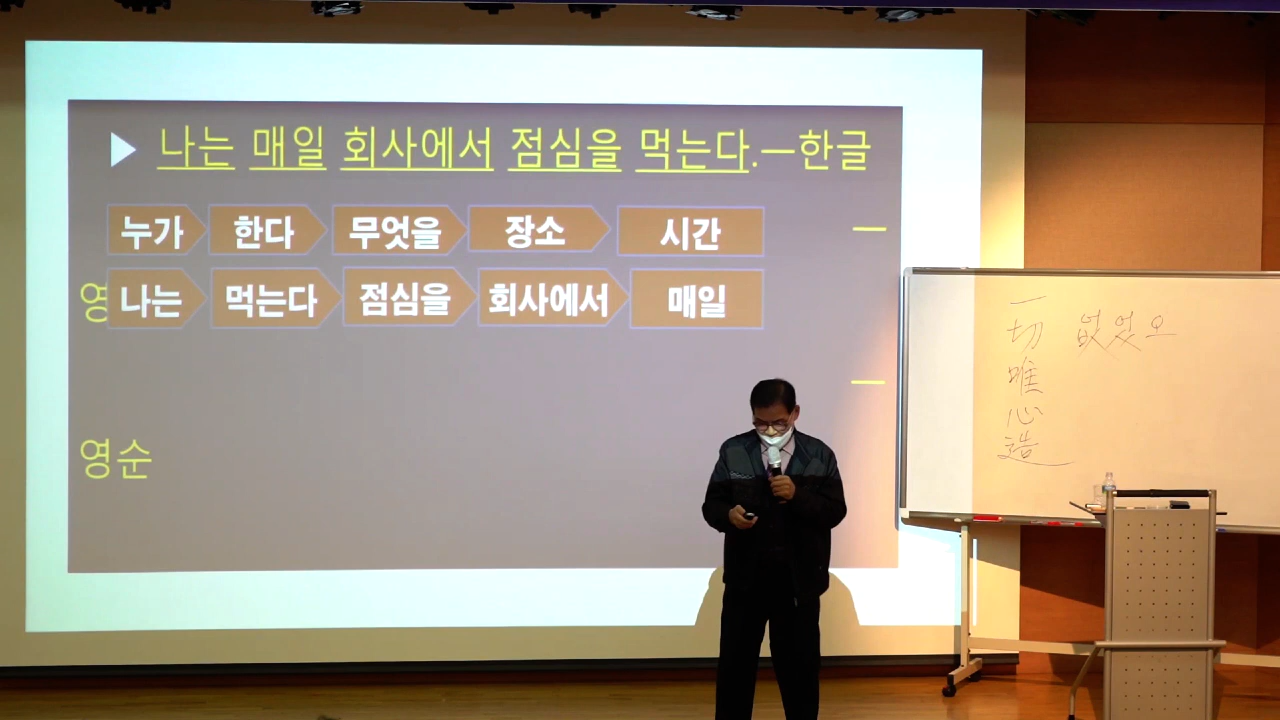 ▶ 나는 매일 회사에서 점심을 먹는다.ㅡ한글
누가 한다 무엇을 장소 시간 ㅡ
영
나는 먹는다 점심을 회사에서 매일
ㅡ
영순
一切唯心造
없었오